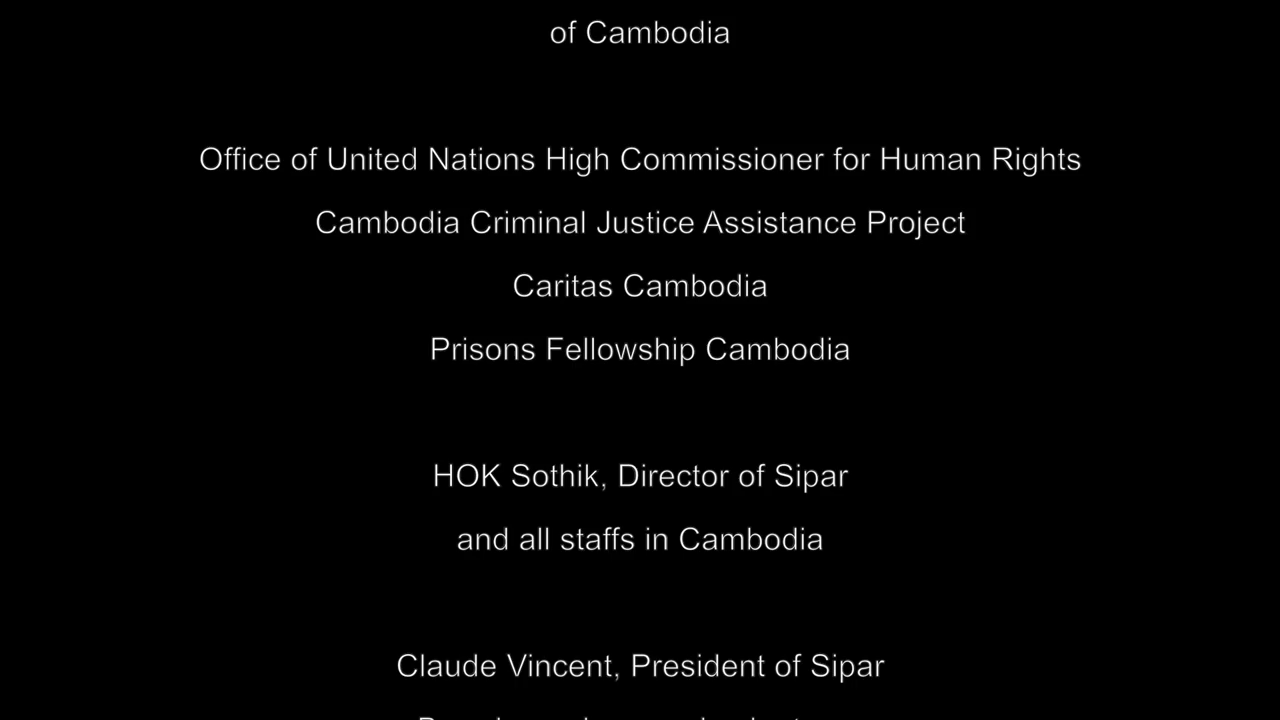 of Cambodia
Office of United Nations High Commissioner for Human Rights
Cambodia Criminal Justice Assistance Project
Caritas Cambodia
Prisons Fellowship Cambodia
HOK Sothik, Director of Sipar
and all staffs in Cambodia
Claude Vincent, President of Sipar